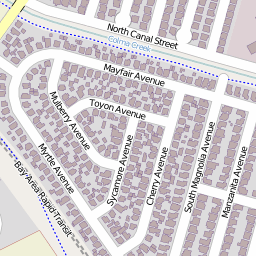 North Canal Street
Colma Creek
Mayfair Avenue
Toyon Avenue
Mulberry Avenue
Myrtle Avenue
Bay Area Rapid Transit
Sycamore Avenue
Cherry Avenue
South Magnolia Avenue
Manzanita Avenue